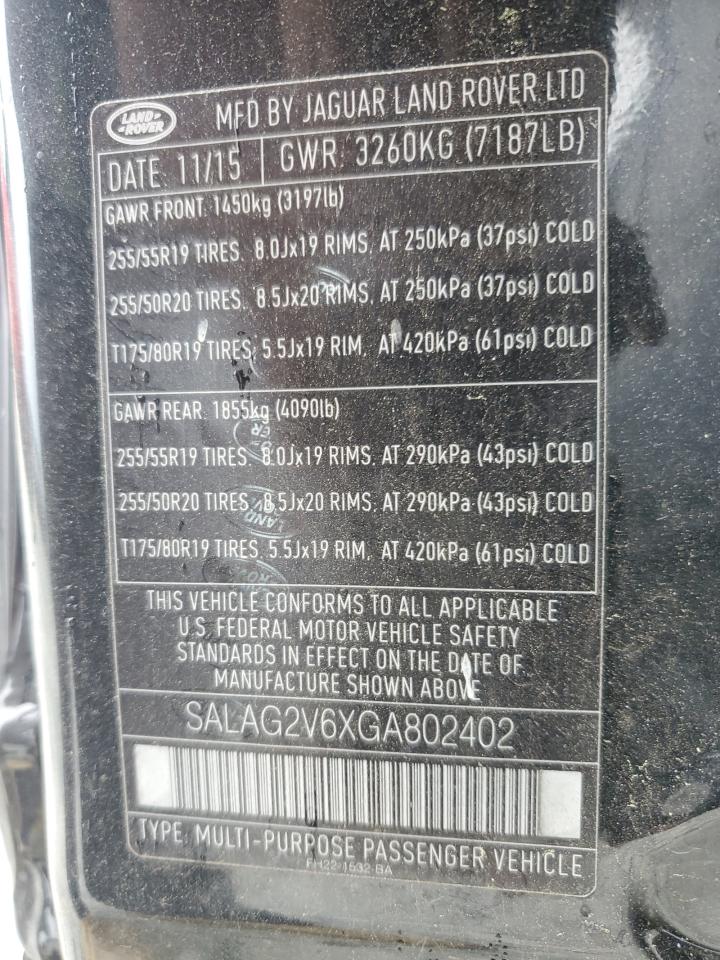 LAND ROVER
MFD BY JAGUAR LAND ROVER LTD
DATE: 11/15 GWR: 3260KG (7187LB)
GAWR FRONT: 1450kg (3197lb)
255/55R19 TIRES, 8.0Jx19 RIMS, AT 250kPa (37psi) COLD
255/50R20 TIRES, 8.5Jx20 RIMS, AT 250kPa (37psi) COLD
T175/80R19 TIRES, 5.5Jx19 RIM, AT 420kPa (61psi) COLD
GAWR REAR: 1855kg (4090lb)
255/55R19 TIRES, 8.0Jx19 RIMS, AT 290kPa (43psi) COLD
255/50R20 TIRES, 8.5Jx20 RIMS, AT 290kPa (43psi) COLD
T175/80R19 TIRES, 5.5Jx19 RIM, AT 420kPa (61psi) COLD
THIS VEHICLE CONFORMS TO ALL APPLICABLE
U.S. FEDERAL MOTOR VEHICLE SAFETY
STANDARDS IN EFFECT ON THE DATE OF
MANUFACTURE SHOWN ABOVE
SALAG2V6XGA802402
TYPE: MULTI-PURPOSE PASSENGER VEHICLE
FH22-1532-BA